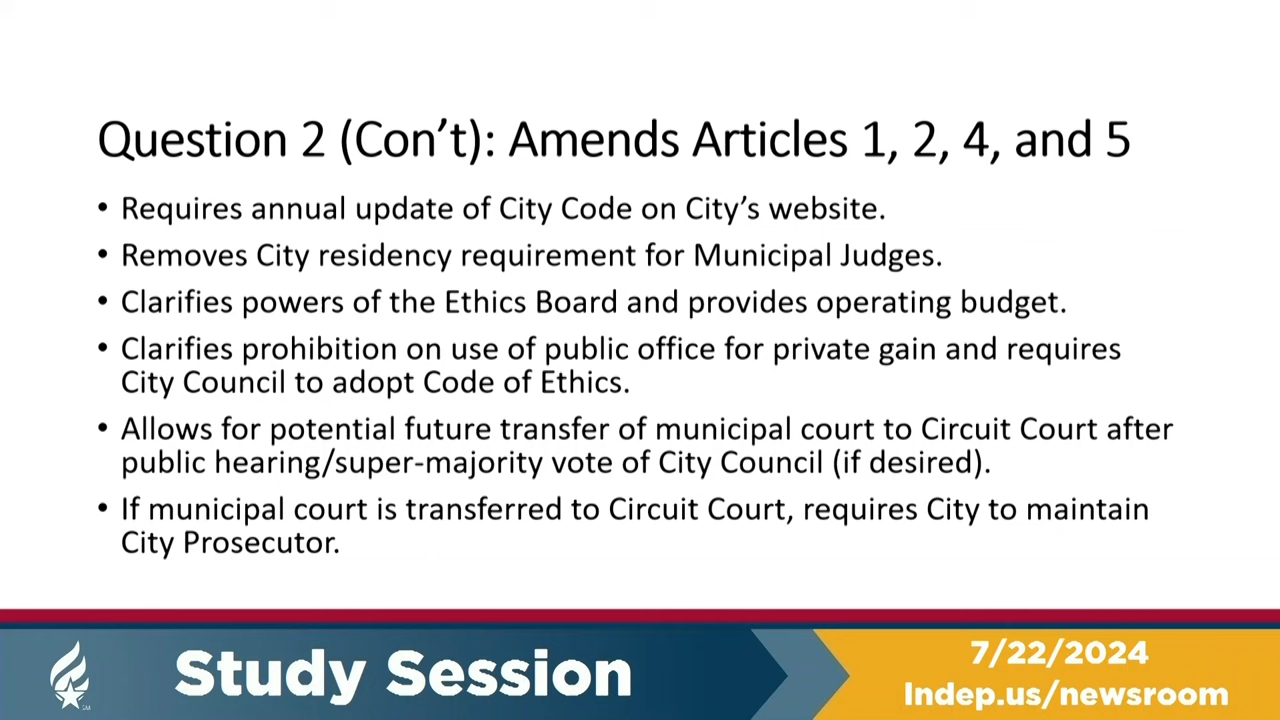 Question 2 (Con’t): Amends Articles 1, 2, 4, and 5
• Requires annual update of City Code on City’s website.
• Removes City residency requirement for Municipal Judges.
• Clarifies powers of the Ethics Board and provides operating budget.
• Clarifies prohibition on use of public office for private gain and requires
City Council to adopt Code of Ethics.
• Allows for potential future transfer of municipal court to Circuit Court after
public hearing/super-majority vote of City Council (if desired).
• If municipal court is transferred to Circuit Court, requires City to maintain
City Prosecutor.
Study Session
7/22/2024
Indep.us/newsroom
SM